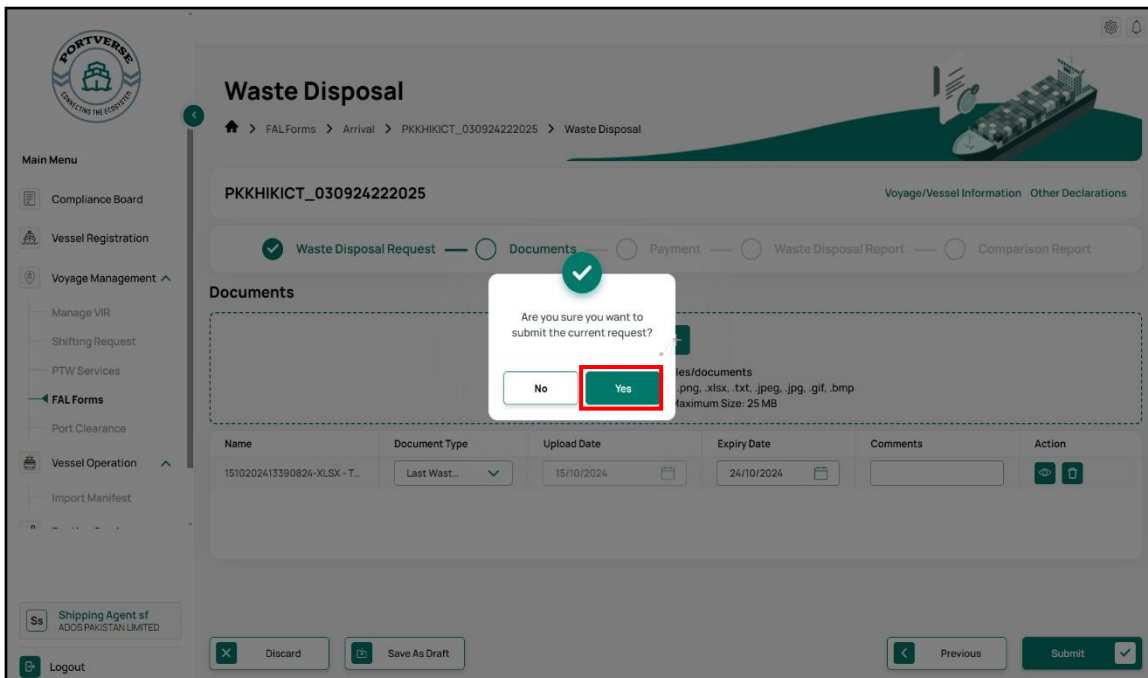 PORTVERSE
CONNECTING THE ECOSYSTEM
Waste Disposal
> FAL Forms > Arrival > PKKHIKICT_030924222025 > Waste Disposal
Main Menu
Compliance Board
Vessel Registration
Voyage Management
Manage VIR
Shifting Request
PTW Services
FAL Forms
Port Clearance
Vessel Operation
Import Manifest
Ss
Shipping Agent sf
ADOS PAKISTAN LIMITED
Logout
PKKHIKICT_030924222025
Voyage/Vessel Information Other Declarations
Waste Disposal Request Documents Payment Waste Disposal Report Comparison Report
Documents
Are you sure you want to
submit the current request?
No Yes
les/documents
.png, .xlsx, .txt, .jpeg, .jpg, .gif, .bmp
Maximum Size: 25 MB
Name Document Type Upload Date Expiry Date Comments Action
1510202413390824-XLSX - T... Last Wast... 15/10/2024 24/10/2024
Discard Save As Draft Previous Submit